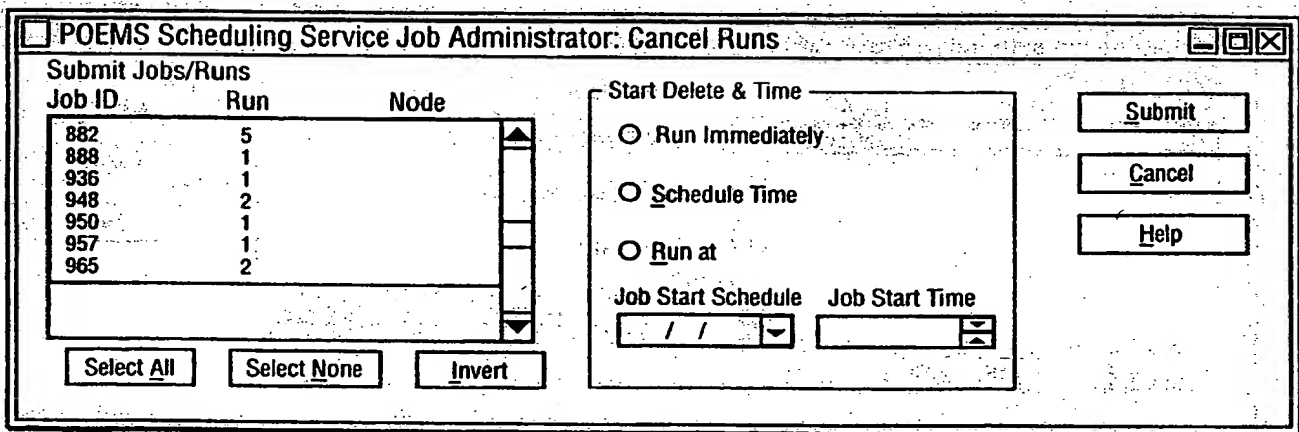 POEMS Scheduling Service Job Administrator: Cancel Runs
Submit Jobs/Runs
Job ID Run Node
882 5
888 1
936 1
948 2
950 1
957 1
965 2
Select All Select None Invert
Start Delete & Time
Run Immediately
Schedule Time
Run at
Job Start Schedule Job Start Time
/ /
Submit
Cancel
Help